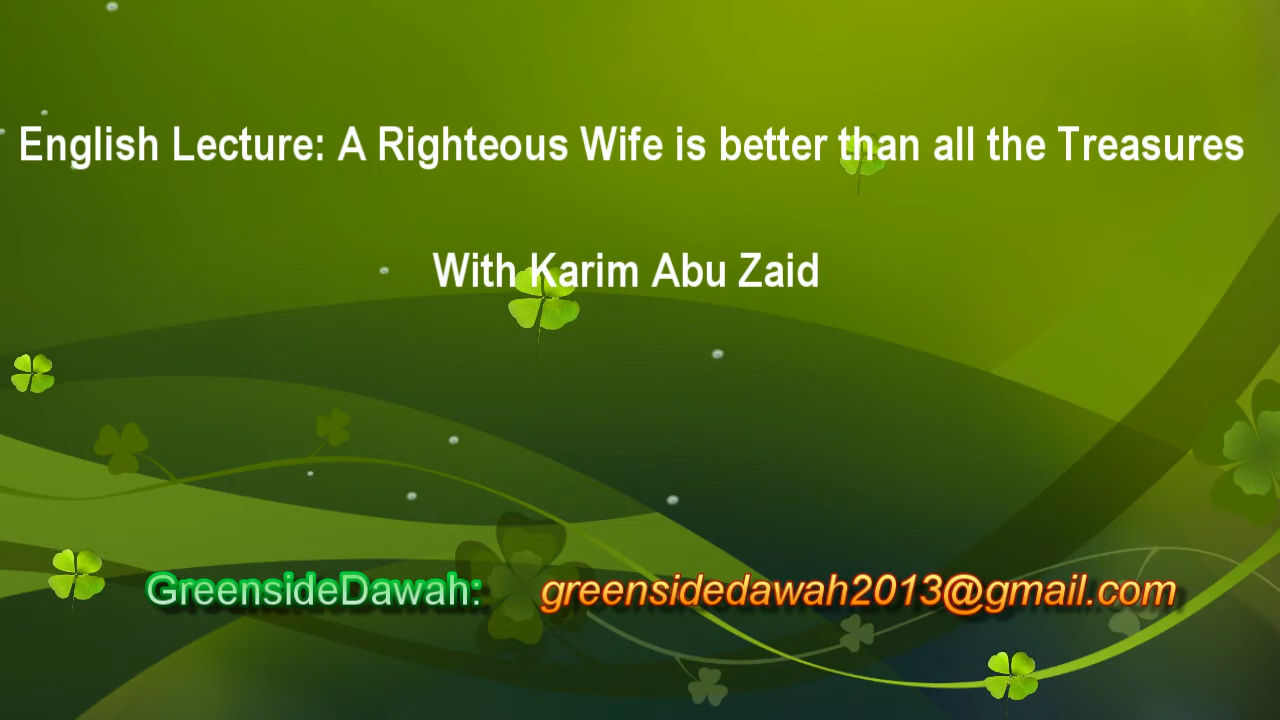 English Lecture: A Righteous Wife is better than all the Treasures
With Karim Abu Zaid
GreensideDawah: greensidedawah2013@gmail.com